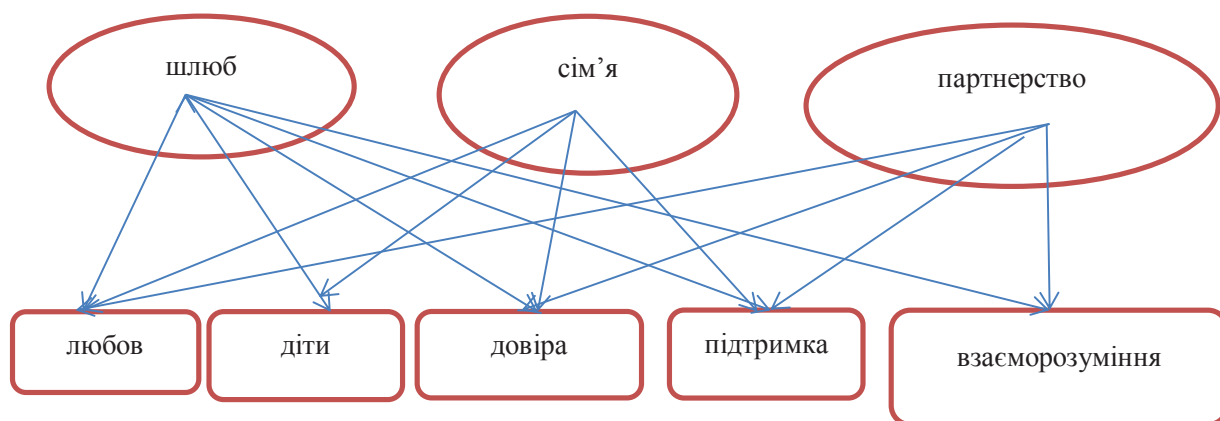 шлюб
сім’я
партнерство
любов
діти
довіра
підтримка
взаєморозуміння